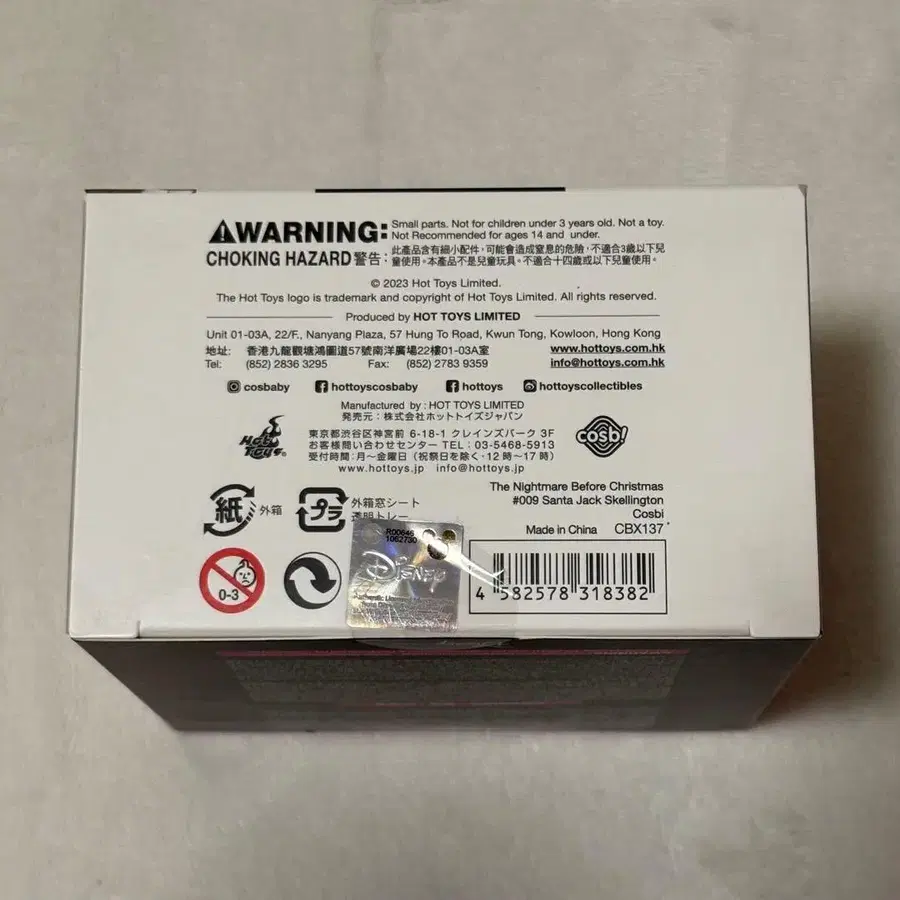 WARNING: Small parts. Not for children under 3 years old. Not a toy.
Not Recommended for ages 14 and under.
CHOKING HAZARD 警告: 此產品含有細小配件, 可能會造成窒息的危險, 不適合3歲以下兒
童使用。本產品不是兒童玩具。不適合十四歲或以下兒童使用。
© 2023 Hot Toys Limited.
The Hot Toys logo is trademark and copyright of Hot Toys Limited. All rights reserved.
Produced by HOT TOYS LIMITED
Unit 01-03A, 22/F., Nanyang Plaza, 57 Hung To Road, Kwun Tong, Kowloon, Hong Kong
地址: 香港九龍觀塘鴻圖道57號南洋廣場22樓01-03A室 www.hottoys.com.hk
Tel: (852) 2836 3295 Fax: (852) 2783 9359 info@hottoys.com.hk
cosbaby hottoyscosbaby hottoys hottoyscollectibles
Manufactured by : HOT TOYS LIMITED
発売元：株式会社ホットトイズジャパン
東京都渋谷区神宮前 6-18-1 クレインズパーク 3F
お客様問い合わせセンター TEL：03-5468-5913
受付時間：月〜金曜日（祝祭日を除く・12時〜17時）
www.hottoys.jp info@hottoys.jp
Hot Toys
cosbi
The Nightmare Before Christmas
#009 Santa Jack Skellington
Cosbi
Made in China CBX137
紙 外箱
プラ 外箱窓シート
透明トレー
R00646
1062730
Disney
0-3
4 582578 318382